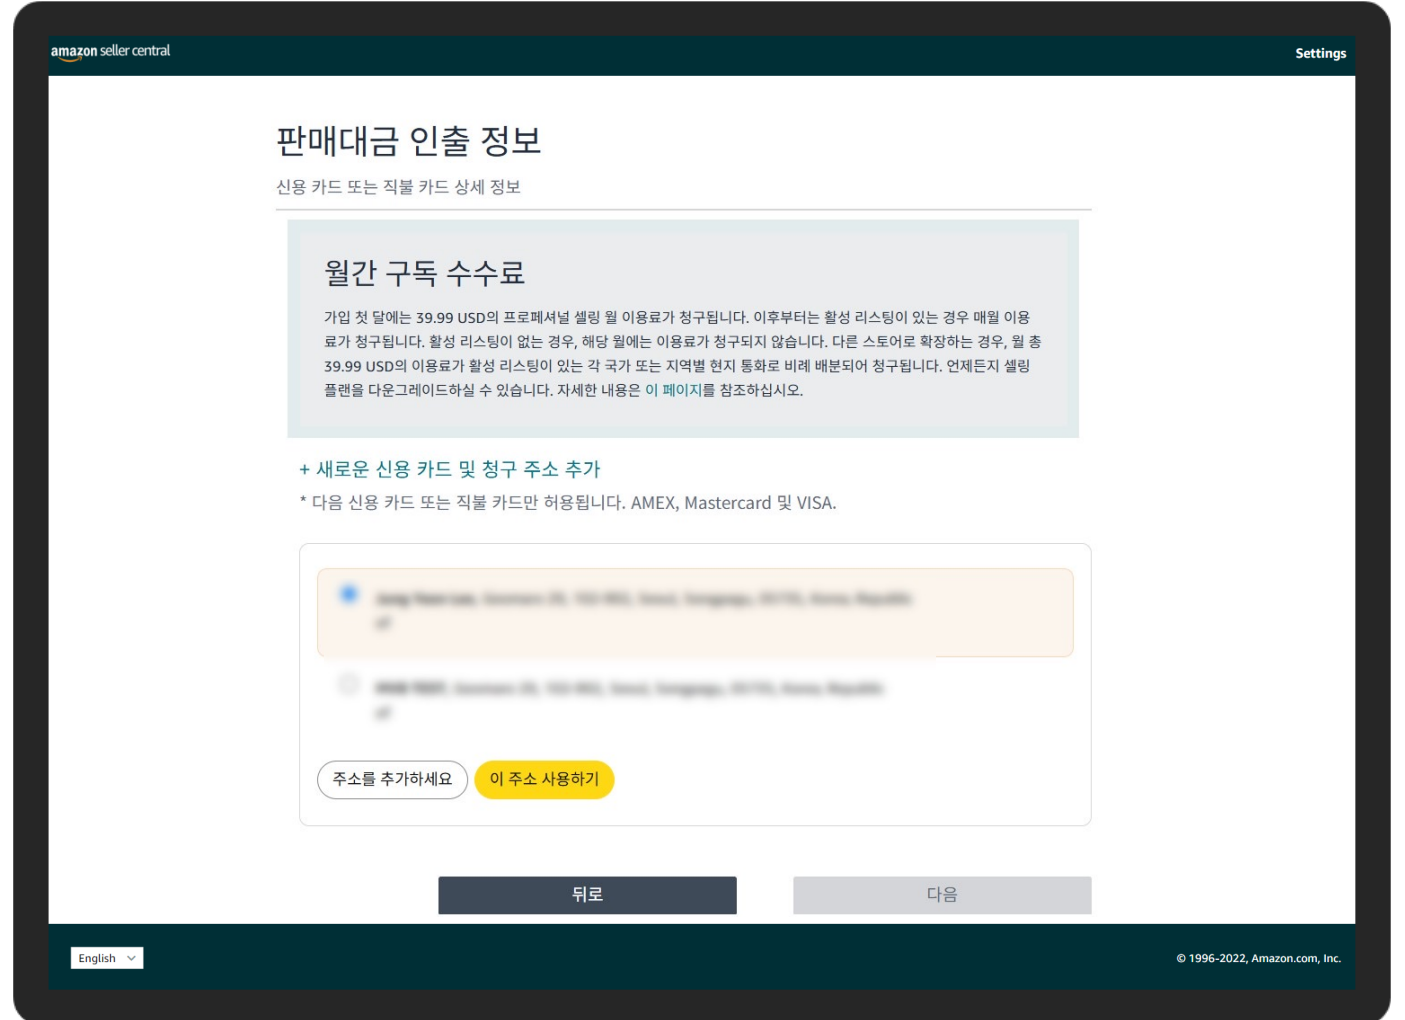 amazon seller central
Settings
판매대금 인출 정보
신용 카드 또는 직불 카드 상세 정보
월간 구독 수수료
가입 첫 달에는 39.99 USD의 프로페셔널 셀링 월 이용료가 청구됩니다. 이후부터는 활성 리스팅이 있는 경우 매월 이용
료가 청구됩니다. 활성 리스팅이 없는 경우, 해당 월에는 이용료가 청구되지 않습니다. 다른 스토어로 확장하는 경우, 월 총
39.99 USD의 이용료가 활성 리스팅이 있는 각 국가 또는 지역별 현지 통화로 비례 배분되어 청구됩니다. 언제든지 셀링
플랜을 다운그레이드하실 수 있습니다. 자세한 내용은 이 페이지를 참조하십시오.
+ 새로운 신용 카드 및 청구 주소 추가
* 다음 신용 카드 또는 직불 카드만 허용됩니다. AMEX, Mastercard 및 VISA.
주소를 추가하세요
이 주소 사용하기
뒤로
다음
English
© 1996-2022, Amazon.com, Inc.